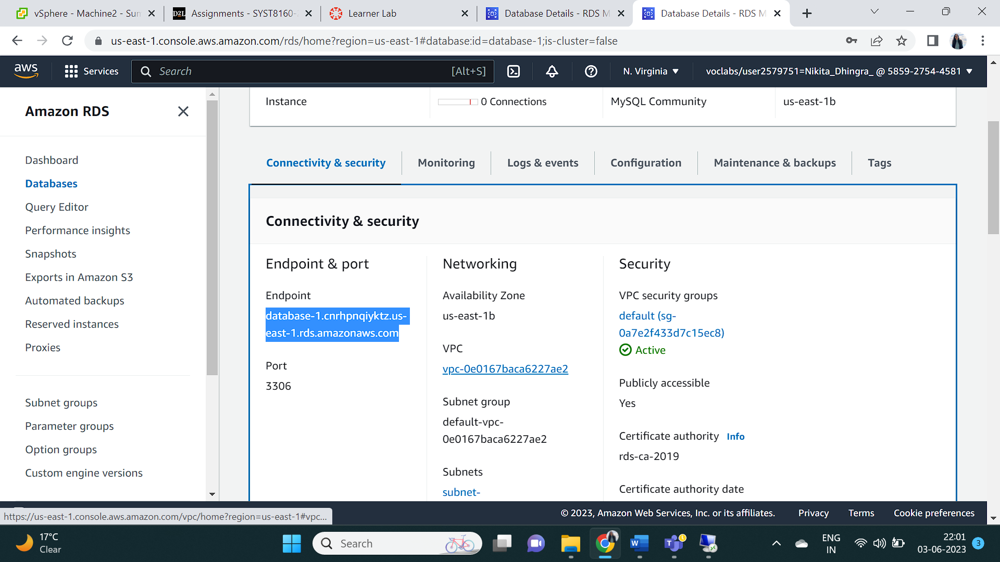 vSphere - Machine2 - Sun
D2L Assignments - SYST8160-
Learner Lab
Database Details - RDS M
Database Details - RDS M
us-east-1.console.aws.amazon.com/rds/home?region=us-east-1#database:id=database-1;is-cluster=false
aws
Services
Search
[Alt+S]
N. Virginia
voclabs/user2579751=Nikita_Dhingra_ @ 5859-2754-4581
Amazon RDS
Dashboard
Databases
Query Editor
Performance insights
Snapshots
Exports in Amazon S3
Automated backups
Reserved instances
Proxies
Subnet groups
Parameter groups
Option groups
Custom engine versions
Instance
0 Connections
MySQL Community
us-east-1b
Connectivity & security
Monitoring
Logs & events
Configuration
Maintenance & backups
Tags
Connectivity & security
Endpoint & port
Endpoint
database-1.cnrhpnqiyktz.us-
east-1.rds.amazonaws.com
Port
3306
Networking
Availability Zone
us-east-1b
VPC
vpc-0e0167baca6227ae2
Subnet group
default-vpc-
0e0167baca6227ae2
Subnets
subnet-
Security
VPC security groups
default (sg-
0a7e2f433d7c15ec8)
Active
Publicly accessible
Yes
Certificate authority Info
rds-ca-2019
Certificate authority date
https://us-east-1.console.aws.amazon.com/vpc/home?region=us-east-1#vpc...
© 2023, Amazon Web Services, Inc. or its affiliates.
Privacy
Terms
Cookie preferences
17°C
Clear
Search
W
T
ENG
IN
22:01
03-06-2023
3